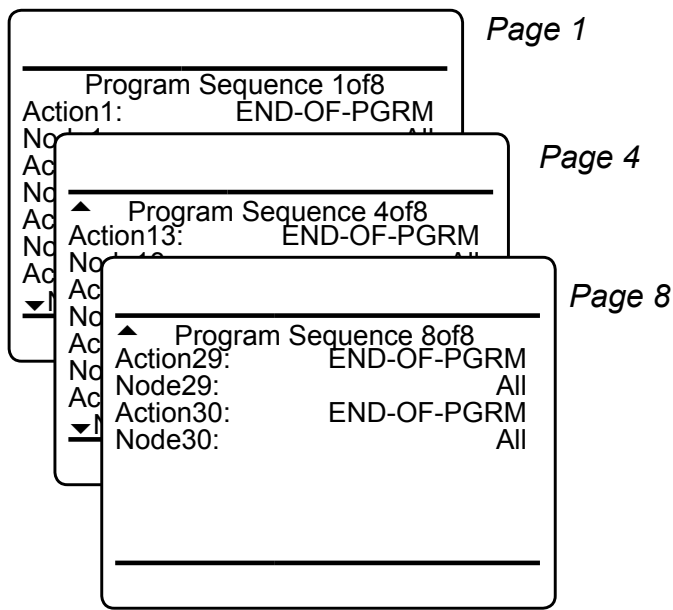 Page 1
Program Sequence 1of8
Action1: END-OF-PGRM
Page 4
Program Sequence 4of8
Action13: END-OF-PGRM
Page 8
Program Sequence 8of8
Action29: END-OF-PGRM
Node29: All
Action30: END-OF-PGRM
Node30: All